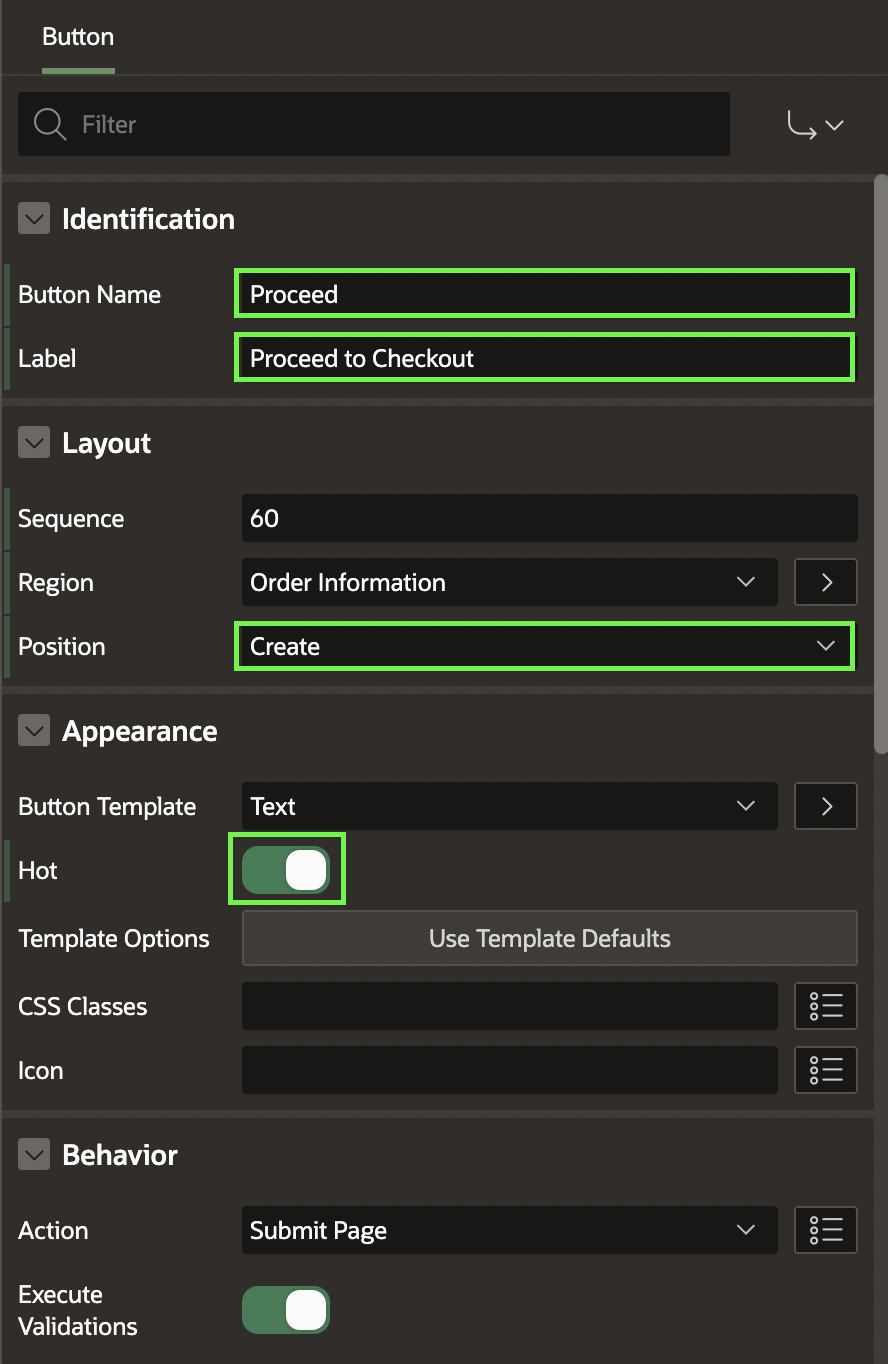 Button
Filter
Identification
Button Name Proceed
Label Proceed to Checkout
Layout
Sequence 60
Region Order Information
Position Create
Appearance
Button Template Text
Hot
Template Options Use Template Defaults
CSS Classes
Icon
Behavior
Action Submit Page
Execute
Validations